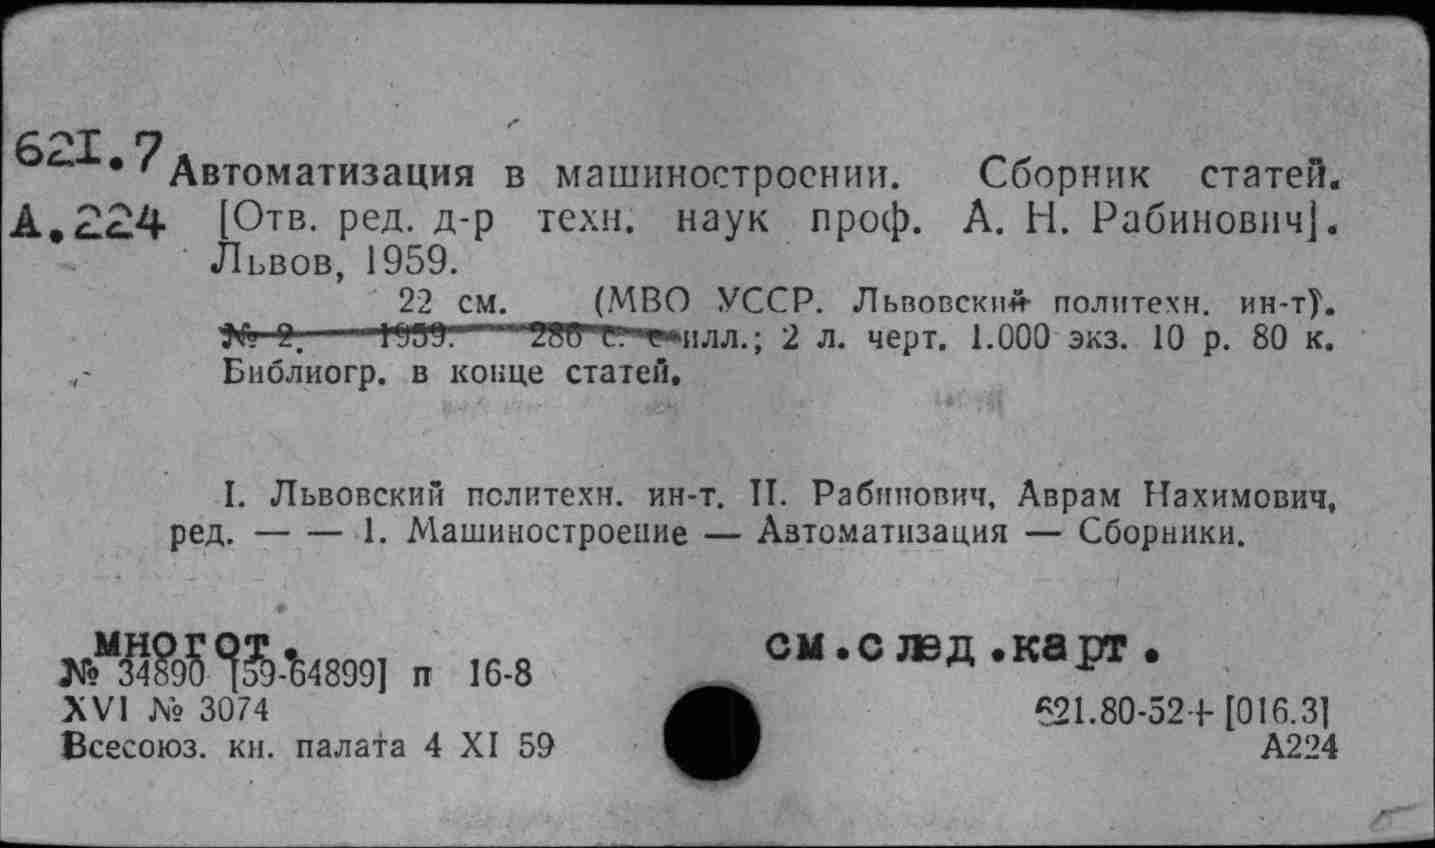 621.7
Автоматизация в машиностроении. Сборник статей.
А.224 [Отв. ред. д-р техн. наук проф. А. Н. Рабинович].
Львов, 1959.
22 см. (МВО УССР. Львовский политехн. ин-т).
№ 2. 1959. 286 с. с илл.; 2 л. черт. 1.000 экз. 10 р. 80 к.
Библиогр. в конце статей.
I. Львовский политехн. ин-т. II. Рабинович, Аврам Нахимович,
ред. — — 1. Машиностроение — Автоматизация — Сборники.
многот. см.след.карт.
№ 34890 [59-64899] п 16-8
XVI № 3074 621.80-52+[016.3]
Всесоюз. кн. палата 4 XI 59 А224